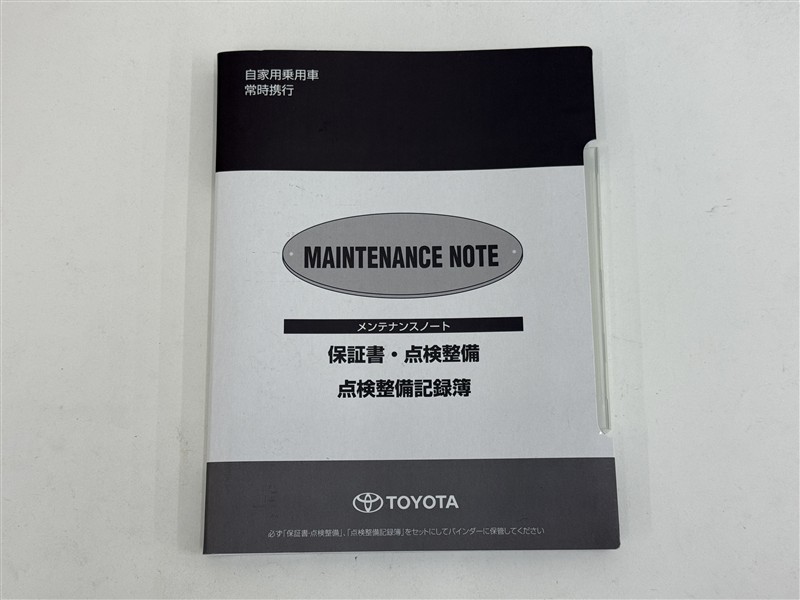 自家用乗用車
常時携行
MAINTENANCE NOTE
メンテナンスノート
保証書・点検整備
点検整備記録簿
TOYOTA
必ず「保証書・点検整備」、「点検整備記録簿」をセットにしてバインダーに保管してください